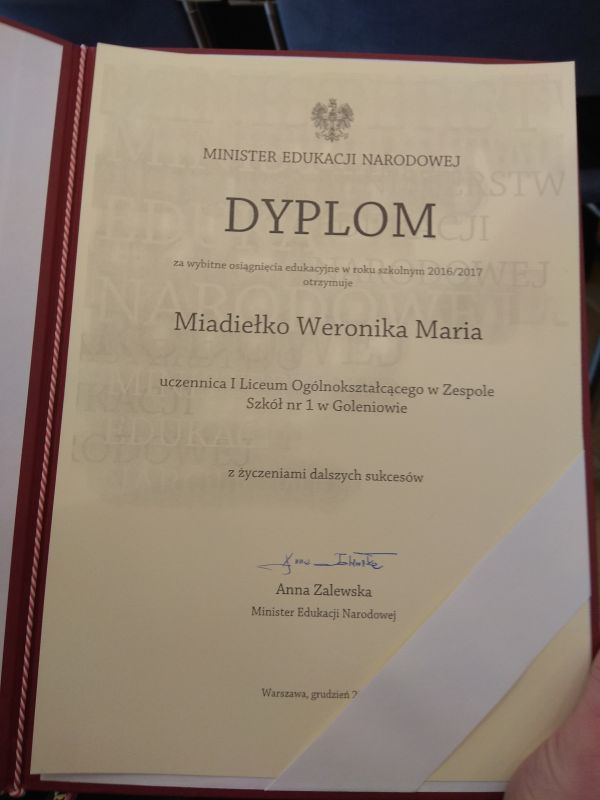 MINISTER EDUKACJI NARODOWEJ
DYPLOM
za wybitne osiągnięcia edukacyjne w roku szkolnym 2016/2017
otrzymuje
Miadiełko Weronika Maria
uczennica I Liceum Ogólnokształcącego w Zespole
Szkół nr 1 w Goleniowie
z życzeniami dalszych sukcesów
Anna Zalewska
Minister Edukacji Narodowej
Warszawa, grudzień 2